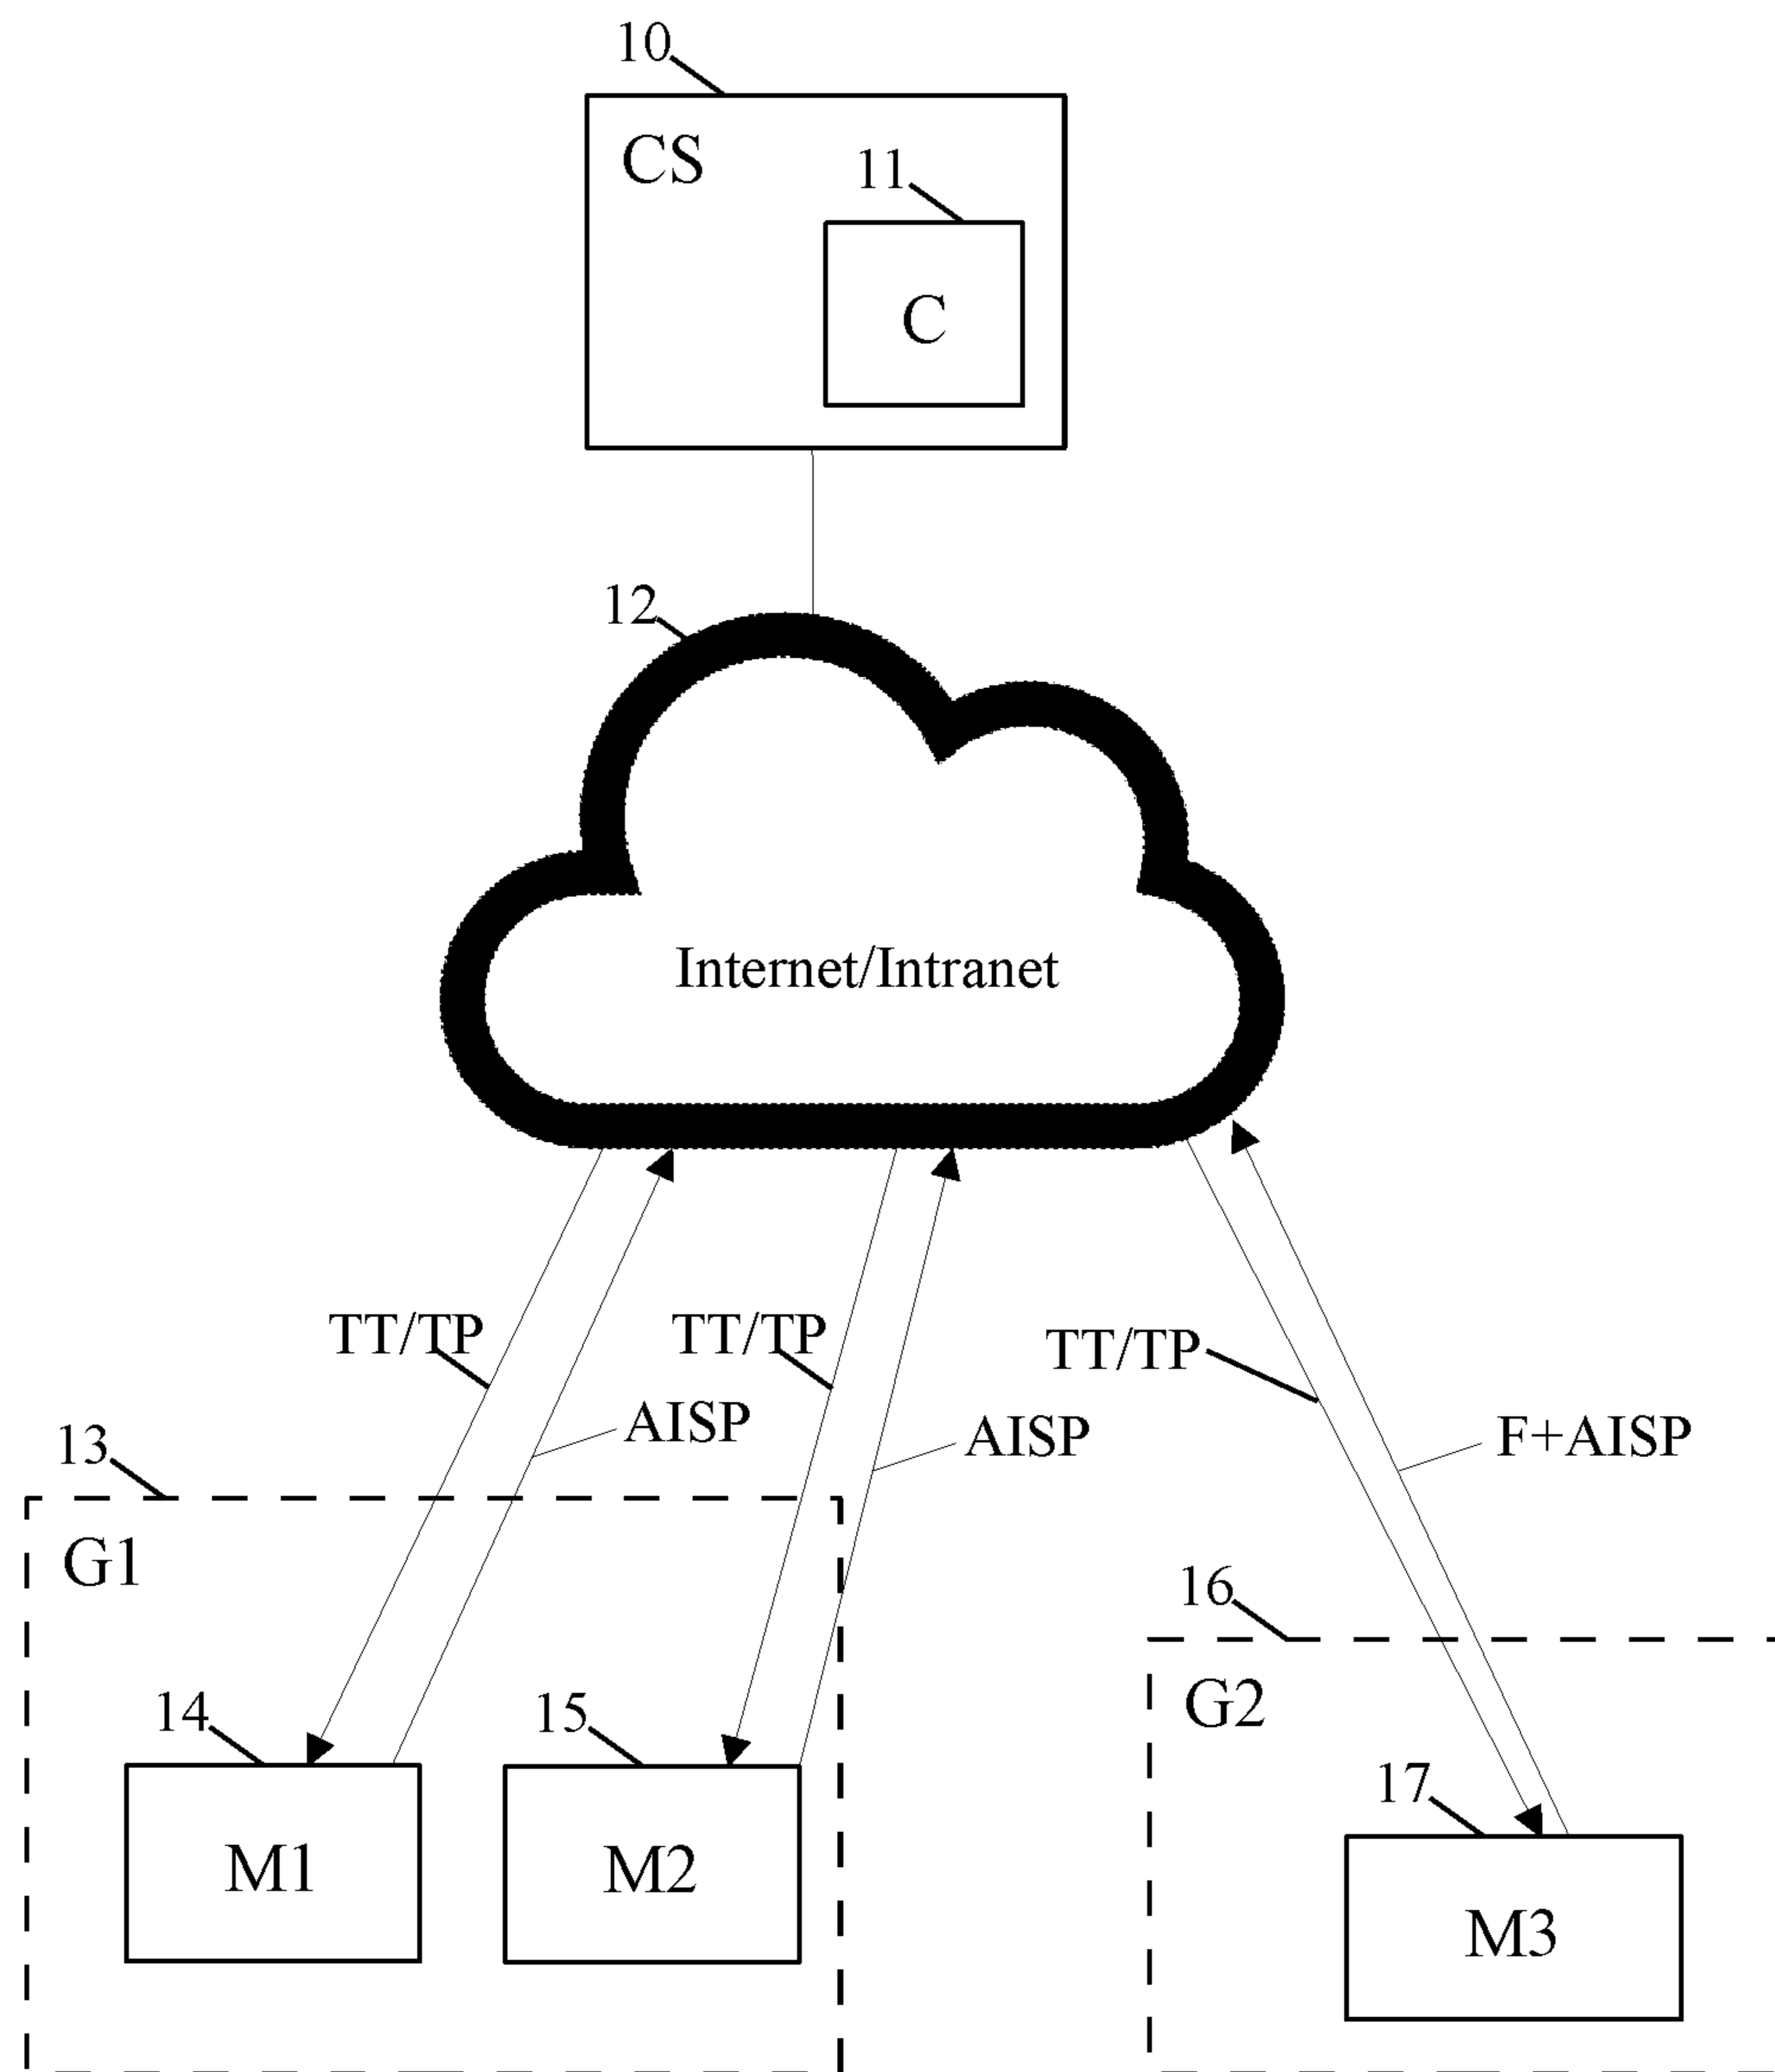 10
CS
11
C
12
Internet/Intranet
TT/TP
TT/TP
TT/TP
AISP
AISP
F+AISP
13
G1
16
G2
14
15
17
M1
M2
M3